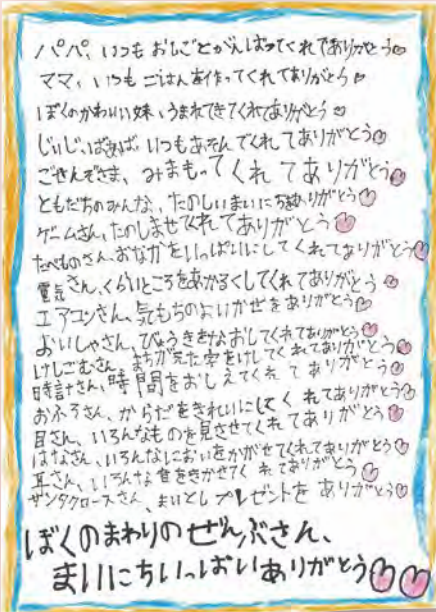 パパ、いつもおしごとがんばってくれてありがとう
ママ、いつもごはんを作ってくれてありがとう
ぼくのかわいい妹、うまれてきてくれてありがとう
じいじ、ばあば、いつもあそんでくれてありがとう
ごせんぞさま、みまもってくれてありがとう
ともだちのみんな、たのしいまいにちをありがとう
ゲームさん、たのしませてくれてありがとう
たべものさん、おなかをいっぱいにしてくれてありがとう
電気さん、くらいところをあかるくしてくれてありがとう
エアコンさん、気もちのよいかぜをありがとう
おいしゃさん、びょうきをなおしてくれてありがとう
けしごむさん、まちがえた字をけしてくれてありがとう
時計さん、時間をおしえてくれてありがとう
おふろさん、からだをきれいにしてくれてありがとう
目さん、いろんなものを見させてくれてありがとう
はなさん、いろんなにおいをかがせてくれてありがとう
耳さん、いろんな音をきかせてくれてありがとう
サンタクロースさん、まいとしプレゼントをありがとう
ぼくのまわりのぜんぶさん、
まいにちいっぱいありがとう